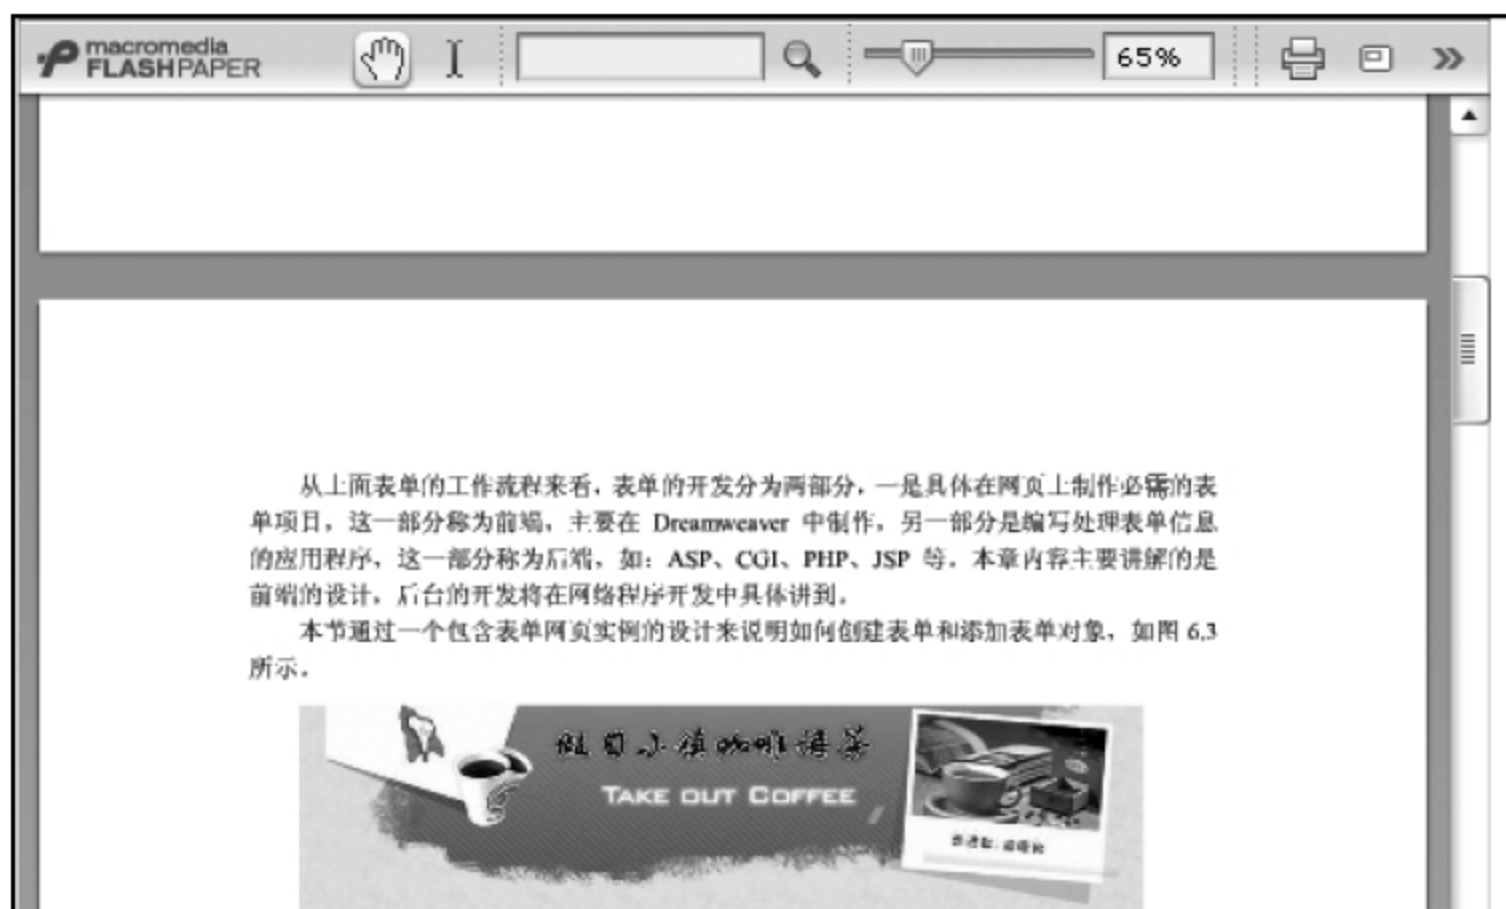 macromedia
FLASHPAPER
65%
从上面表单的工作流程来看，表单的开发分为两部分，一是具体在网页上制作必需的表
单项目，这一部分称为前端，主要在 Dreamweaver 中制作，另一部分是编写处理表单信息
的应用程序，这一部分称为后端，如：ASP、CGI、PHP、JSP 等。本章内容主要讲解的是
前端的设计，后台的开发将在网络程序开发中具体讲到。
本节通过一个包含表单网页实例的设计来说明如何创建表单和添加表单对象，如图 6.3
所示。
假日小镇咖啡语茶
TAKE OUT COFFEE